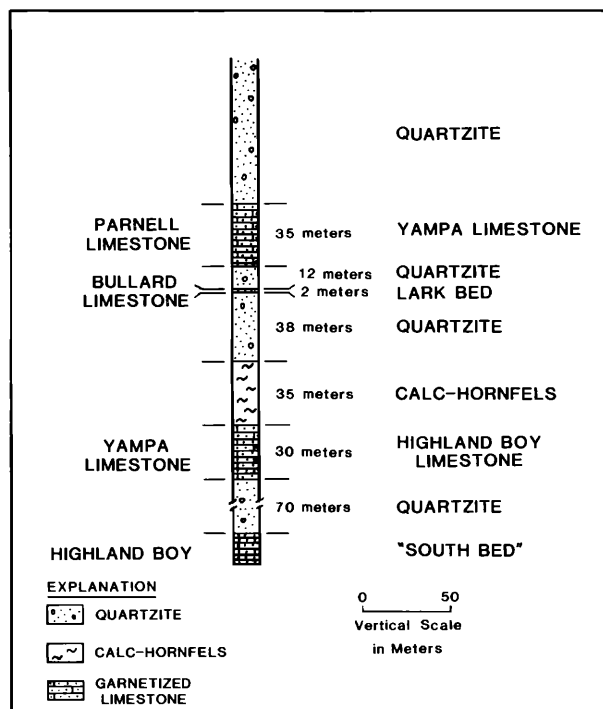 QUARTZITE
PARNELL
LIMESTONE
35 meters
YAMPA LIMESTONE
BULLARD
LIMESTONE
12 meters
QUARTZITE
2 meters
LARK BED
38 meters
QUARTZITE
35 meters
CALC-HORNFELS
YAMPA
LIMESTONE
30 meters
HIGHLAND BOY
LIMESTONE
70 meters
QUARTZITE
HIGHLAND BOY
"SOUTH BED"
EXPLANATION
QUARTZITE
CALC-HORNFELS
GARNETIZED
LIMESTONE
0 50
Vertical Scale
in Meters